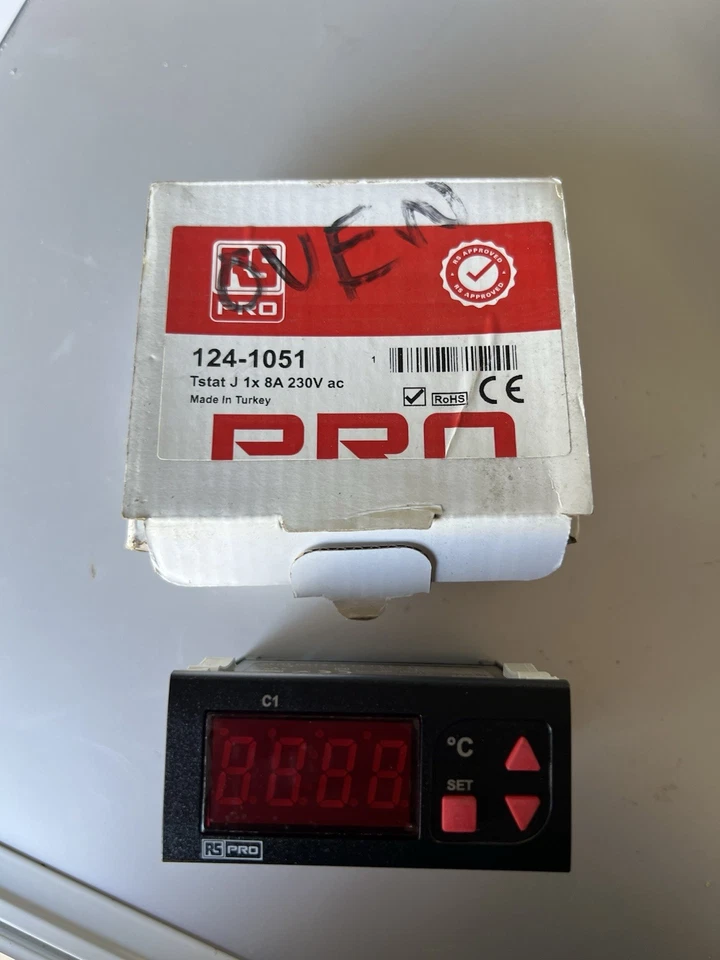 OVEN
RS
PRO
RS APPROVED
RS APPROVED
124-1051
1
Tstat J 1x 8A 230V ac
RoHS
CE
Made In Turkey
PRO
C1
8888
°C
SET
RS PRO